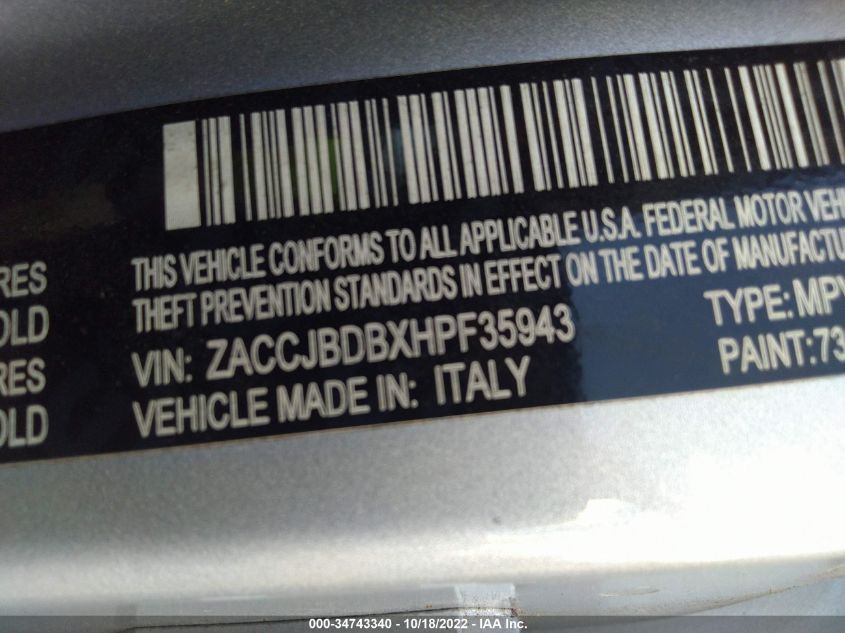 RES
OLD
RES
OLD
THIS VEHICLE CONFORMS TO ALL APPLICABLE U.S.A. FEDERAL MOTOR VEH
THEFT PREVENTION STANDARDS IN EFFECT ON THE DATE OF MANUFACTU
VIN: ZACCJBDBXHPF35943 TYPE: MPV
VEHICLE MADE IN: ITALY PAINT: 73
000-34743340 - 10/18/2022 - IAA Inc.